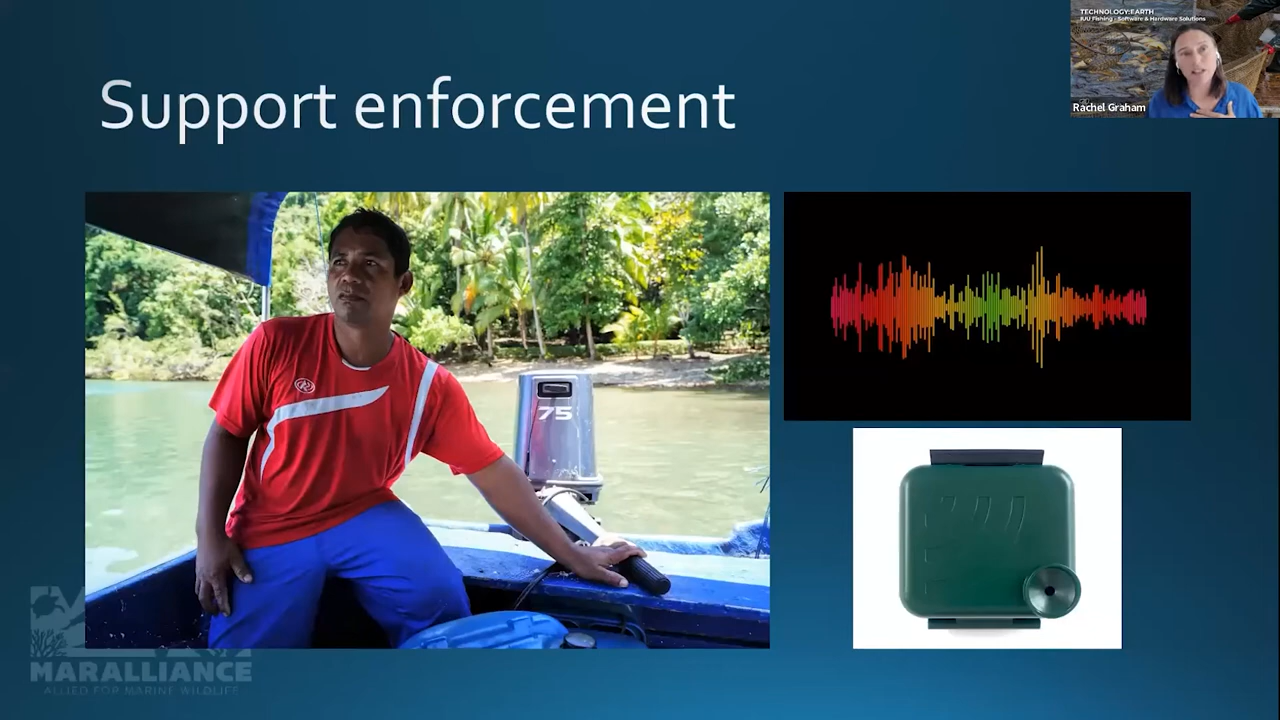 TECHNOLOGY:EARTH
IUU Fishing - Software & Hardware Solutions
Support enforcement
Rachel Graham
75
MARALLIANCE
ALLIED FOR MARINE WILDLIFE